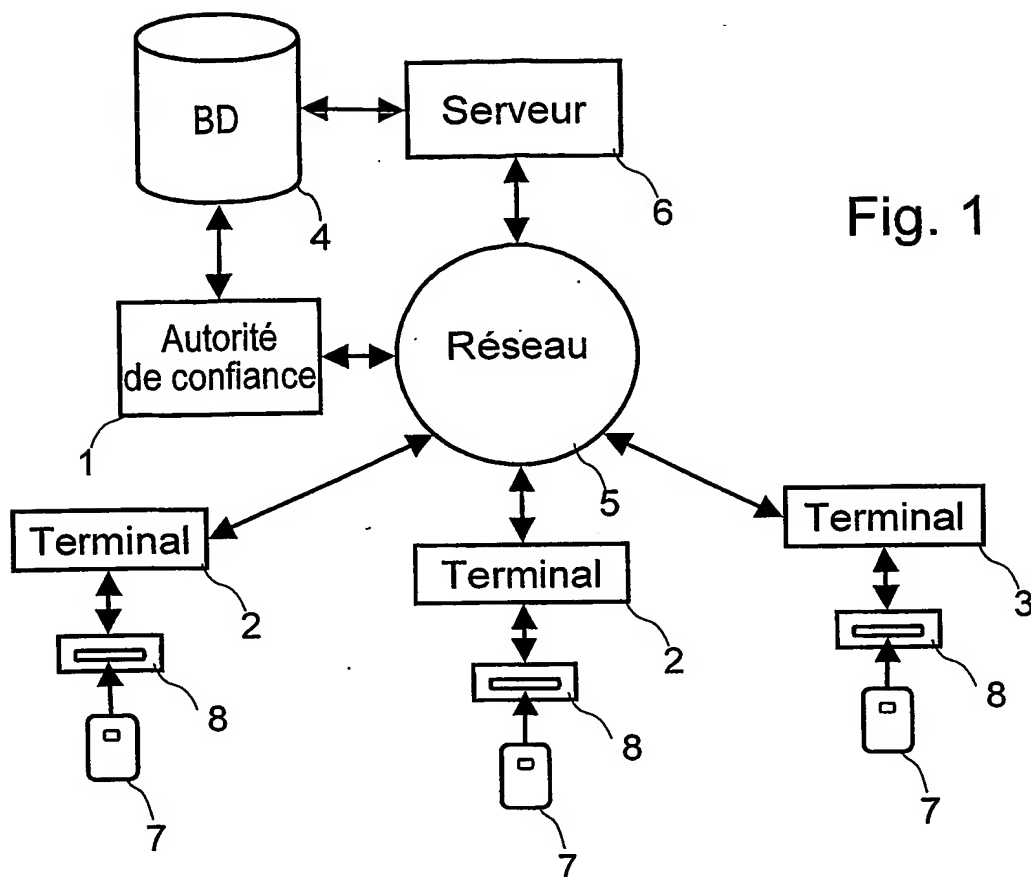 BD
Serveur
4
6
Fig. 1
Autorité
de confiance
Réseau
1
5
Terminal
2
Terminal
2
Terminal
3
8
8
8
7
7
7